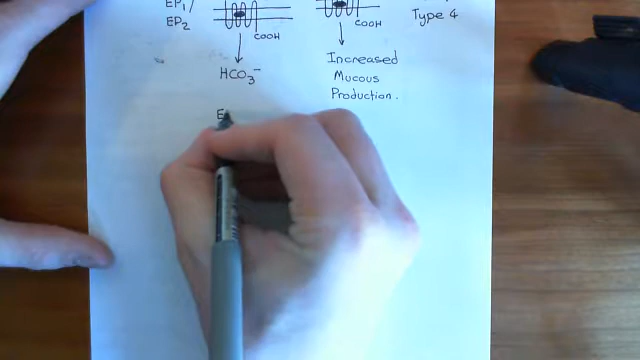 EP1/
EP2
COOH
HCO3⁻
COOH
Type 4
Increased
Mucous
Production.
E